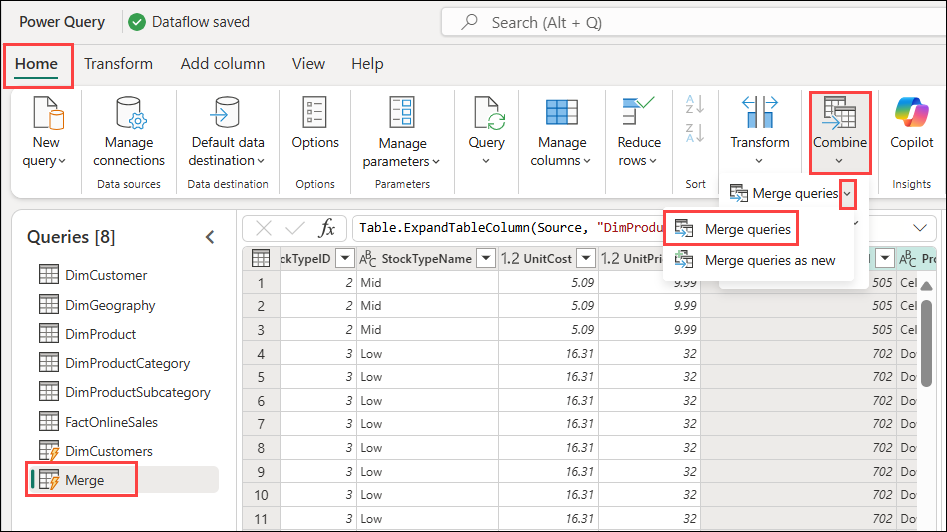 Power Query
Dataflow saved
Search (Alt + Q)
Home
Transform
Add column
View
Help
New
query
Manage
connections
Data sources
Default data
destination
Data destination
Options
Options
Manage
parameters
Parameters
Query
Manage
columns
Reduce
rows
A
Z
Z
A
Sort
Transform
Combine
Copilot
Insights
Merge queries
Merge queries
Merge queries as new
Queries [8]
DimCustomer
DimGeography
DimProduct
DimProductCategory
DimProductSubcategory
FactOnlineSales
DimCustomers
Merge
fx
Table.ExpandTableColumn(Source, "DimProdu
ckTypeID ABC StockTypeName 1.2 UnitCost 1.2 UnitPri ABC Pro
1 2 Mid 5.09 9.99 505 Cel
2 2 Mid 5.09 9.99 505 Cel
3 2 Mid 5.09 9.99 505 Cel
4 3 Low 16.31 32 702 Do
5 3 Low 16.31 32 702 Do
6 3 Low 16.31 32 702 Do
7 3 Low 16.31 32 702 Do
8 3 Low 16.31 32 702 Do
9 3 Low 16.31 32 702 Do
10 3 Low 16.31 32 702 Do
11 3 Low 16.31 32 702 Do